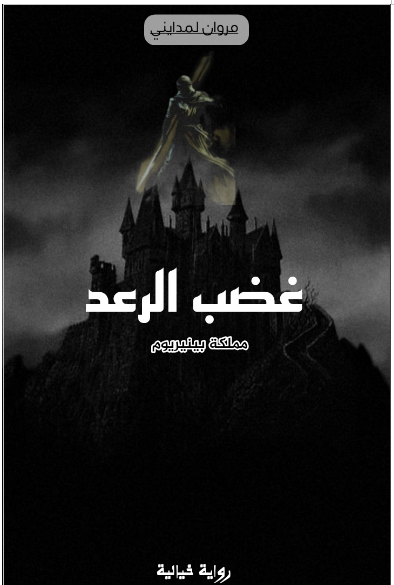 مروان لمدايني
غضب الرعد
مملكة بينيريوم
رواية خيالية